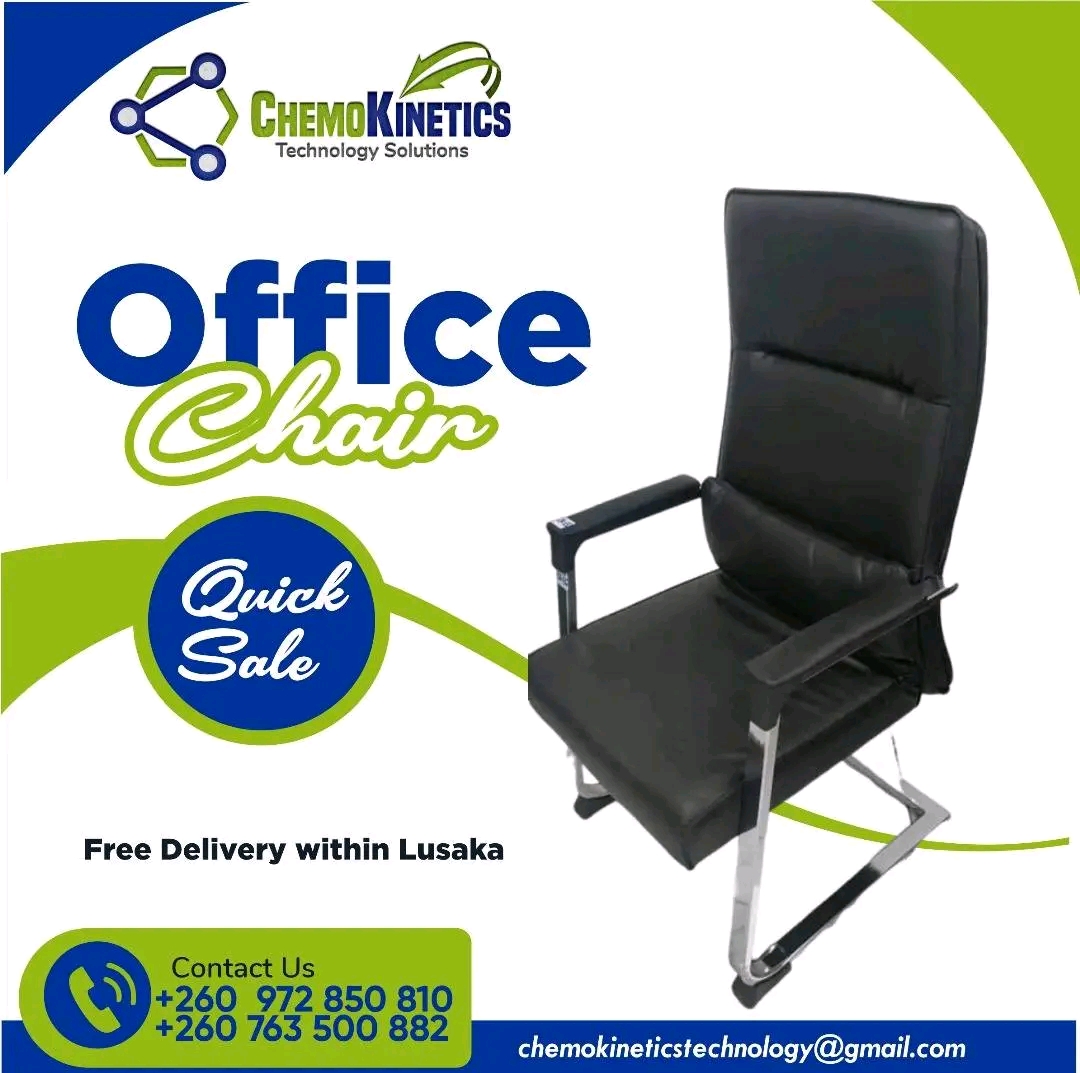 CHEMOKINETICS
Technology Solutions
Office
Chair
Quick
Sale
Free Delivery within Lusaka
Contact Us
+260 972 850 810
+260 763 500 882
chemokineticstechnology@gmail.com